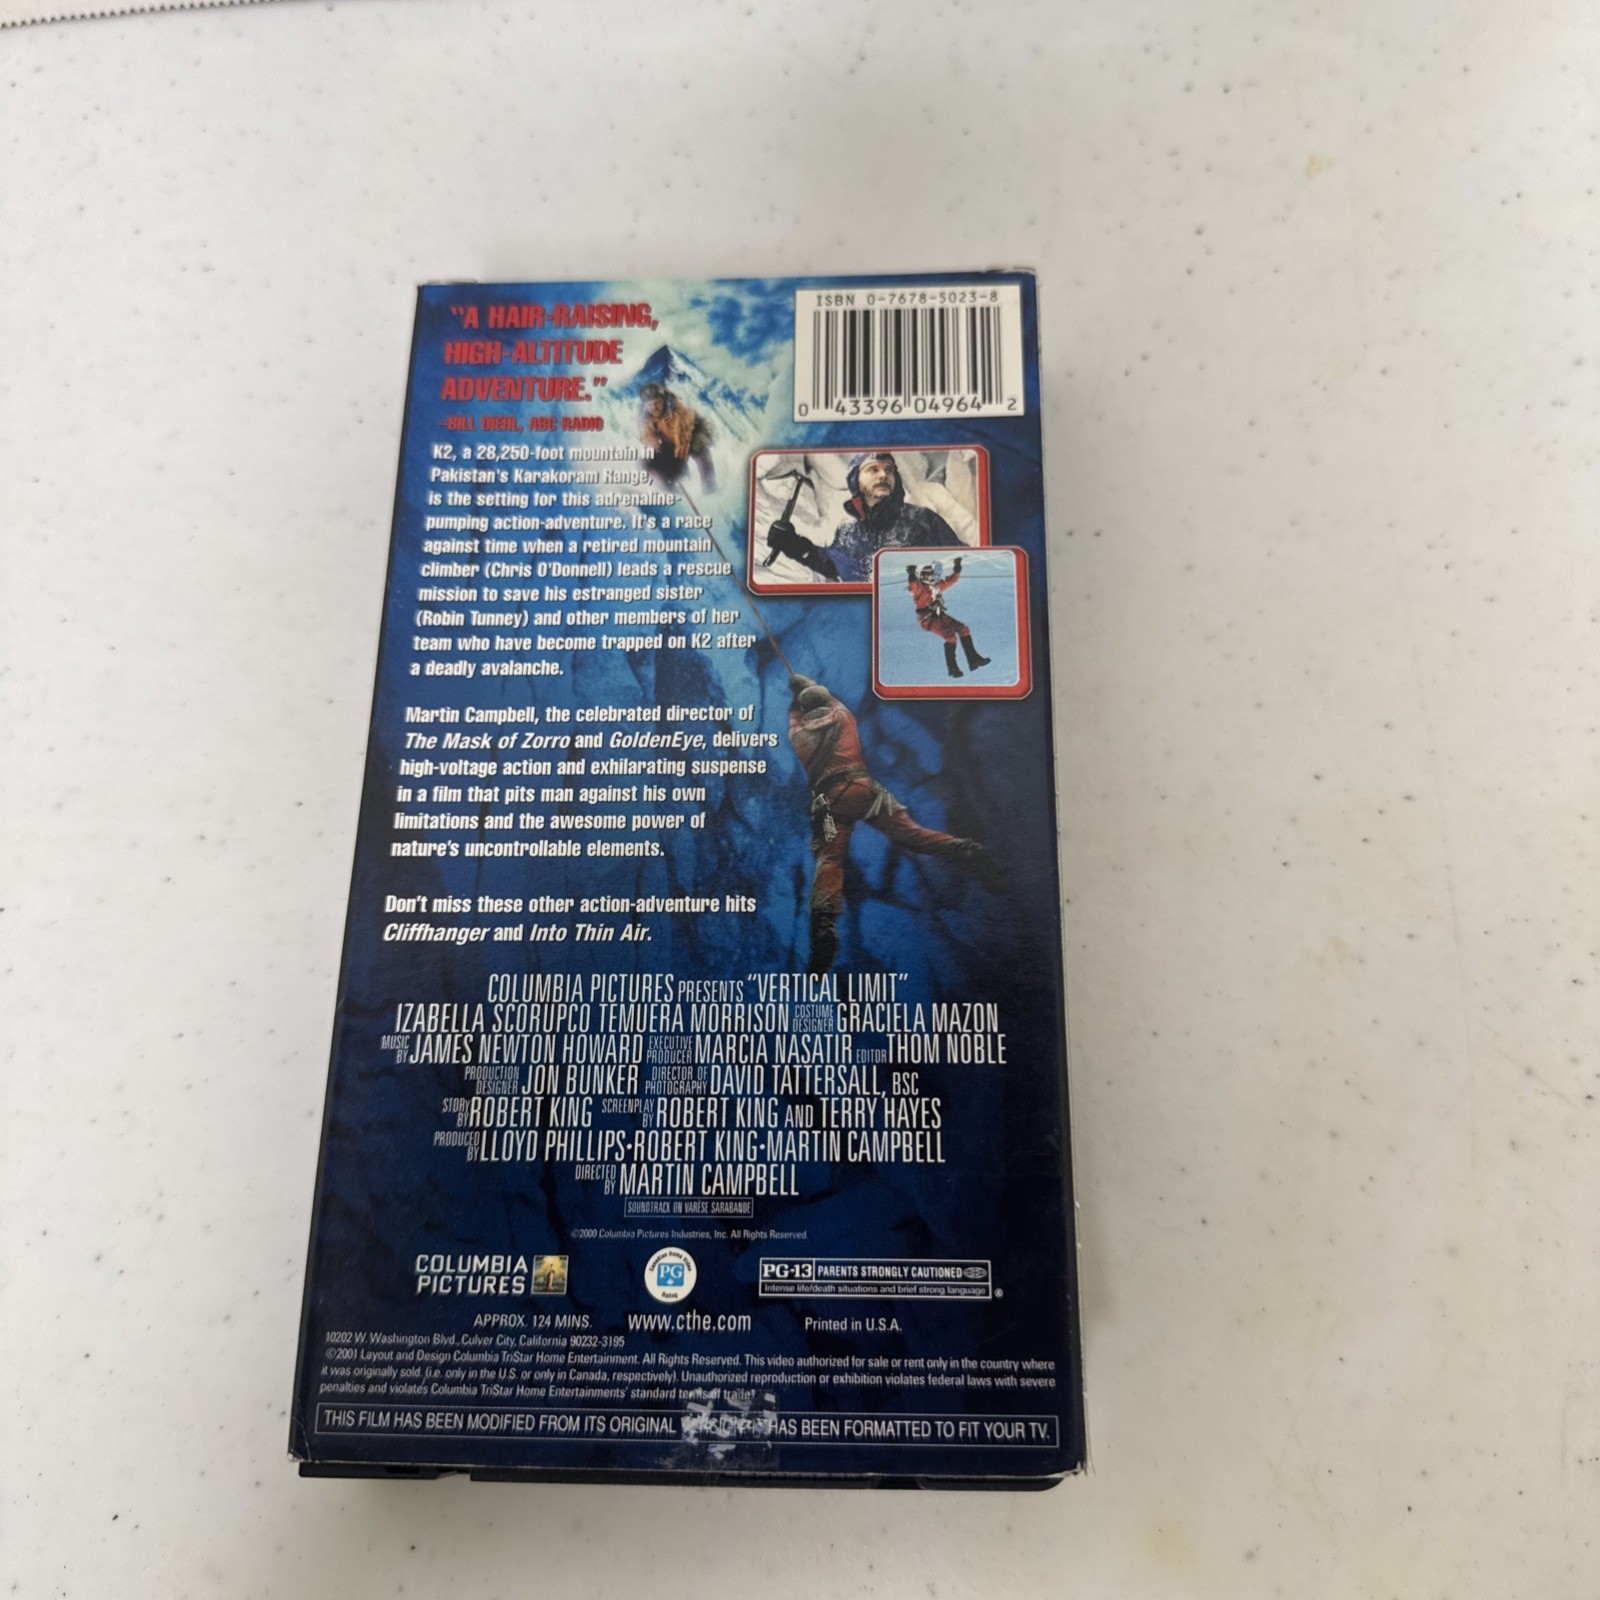 "A HAIR-RAISING,
HIGH-ALTITUDE
ADVENTURE."
–BILL DIEHL, ABC RADIO
ISBN 0-7678-5023-8
0 43396 04964 2
K2, a 28,250-foot mountain in
Pakistan's Karakoram Range,
is the setting for this adrenaline-
pumping action-adventure. It's a race
against time when a retired mountain
climber (Chris O'Donnell) leads a rescue
mission to save his estranged sister
(Robin Tunney) and other members of her
team who have become trapped on K2 after
a deadly avalanche.
Martin Campbell, the celebrated director of
The Mask of Zorro and GoldenEye, delivers
high-voltage action and exhilarating suspense
in a film that pits man against his own
limitations and the awesome power of
nature's uncontrollable elements.
Don't miss these other action-adventure hits
Cliffhanger and Into Thin Air.
COLUMBIA PICTURES PRESENTS "VERTICAL LIMIT"
IZABELLA SCORUPCO TEMUERA MORRISON COSTUME DESIGNER GRACIELA MAZON
MUSIC BY JAMES NEWTON HOWARD EXECUTIVE PRODUCER MARCIA NASATIR EDITOR THOM NOBLE
PRODUCTION DESIGNER JON BUNKER DIRECTOR OF PHOTOGRAPHY DAVID TATTERSALL, BSC
STORY BY ROBERT KING SCREENPLAY BY ROBERT KING AND TERRY HAYES
PRODUCED BY LLOYD PHILLIPS•ROBERT KING•MARTIN CAMPBELL
DIRECTED BY MARTIN CAMPBELL
SOUNDTRACK ON VARÈSE SARABANDE
©2000 Columbia Pictures Industries, Inc. All Rights Reserved.
COLUMBIA
PICTURES
Canadian Home Video
PG
Rating
PG-13 PARENTS STRONGLY CAUTIONED
Intense life/death situations and brief strong language ®
APPROX. 124 MINS. www.cthe.com Printed in U.S.A.
10202 W. Washington Blvd., Culver City, California 90232-3195
©2001 Layout and Design Columbia TriStar Home Entertainment. All Rights Reserved. This video authorized for sale or rent only in the country where
it was originally sold. (i.e. only in the U.S. or only in Canada, respectively). Unauthorized reproduction or exhibition violates federal laws with severe
penalties and violates Columbia TriStar Home Entertainments' standard terms of trade.
THIS FILM HAS BEEN MODIFIED FROM ITS ORIGINAL HAS BEEN FORMATTED TO FIT YOUR TV.